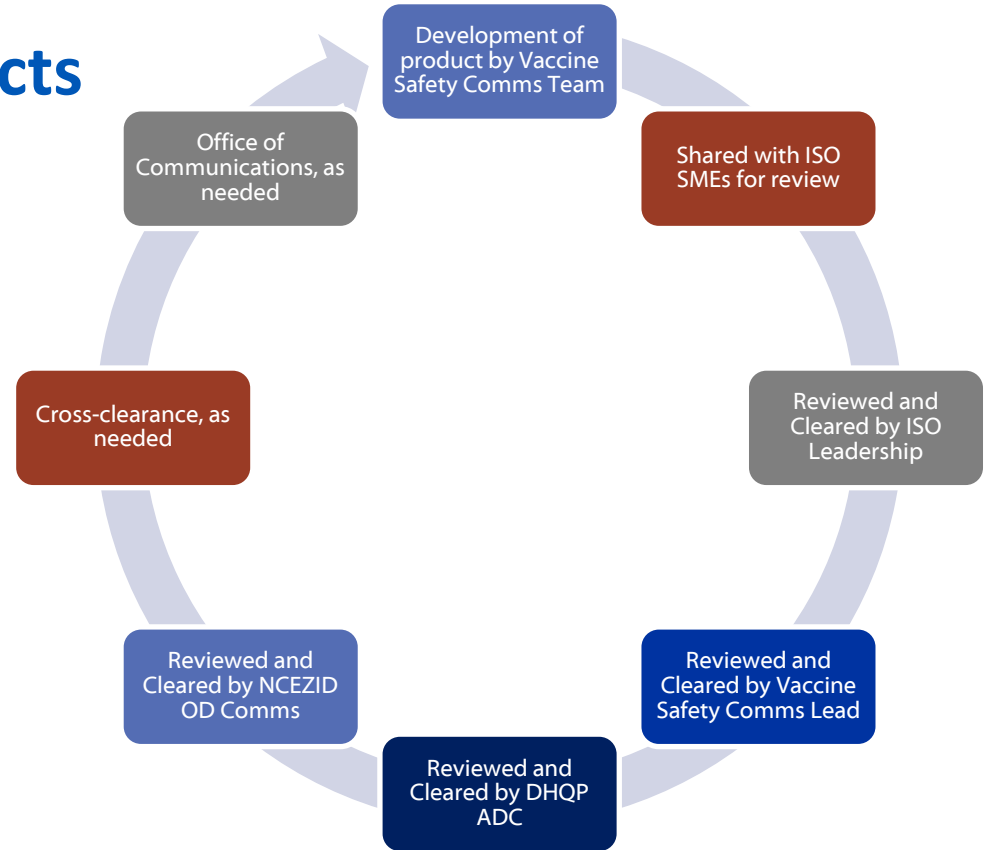 cts
Development of
product by Vaccine
Safety Comms Team
Shared with ISO
SMEs for review
Reviewed and
Cleared by ISO
Leadership
Reviewed and
Cleared by Vaccine
Safety Comms Lead
Reviewed and
Cleared by DHQP
ADC
Reviewed and
Cleared by NCEZID
OD Comms
Cross-clearance, as
needed
Office of
Communications, as
needed